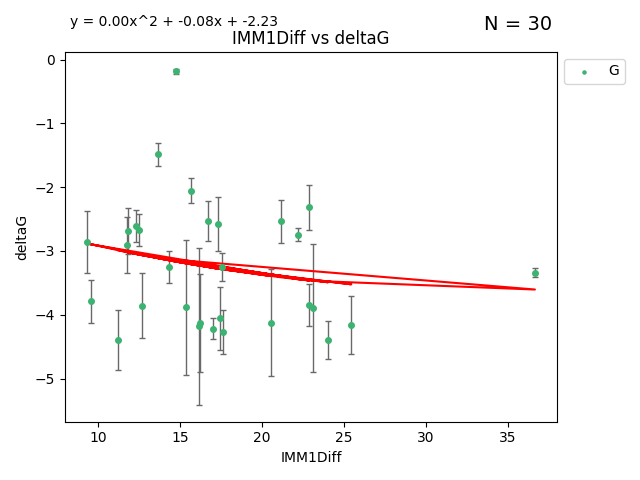 y = 0.00x^2 + -0.08x + -2.23
N = 30
IMM1Diff vs deltaG
G
0
−1
−2
−3
−4
−5
deltaG
10 15 20 25 30 35
IMM1Diff